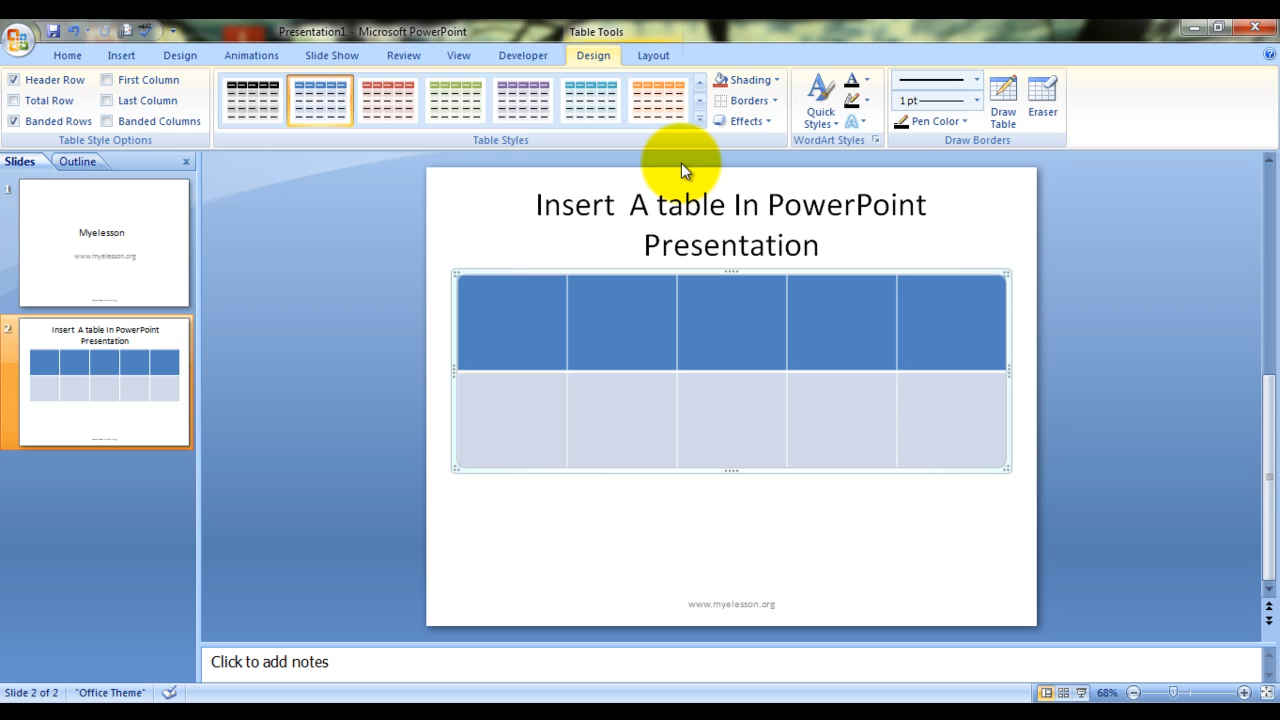 Presentation1 - Microsoft PowerPoint
Table Tools
Home
Insert
Design
Animations
Slide Show
Review
View
Developer
Design
Layout
Header Row
First Column
Total Row
Last Column
Banded Rows
Banded Columns
Table Style Options
Table Styles
Shading
Borders
Effects
Quick
Styles
WordArt Styles
1 pt
Pen Color
Draw
Table
Eraser
Draw Borders
Slides
Outline
1
Myelesson
www.myelesson.org
2
Insert A table In PowerPoint
Presentation
Insert  A table In PowerPoint
Presentation
www.myelesson.org
Click to add notes
Slide 2 of 2
"Office Theme"
68%